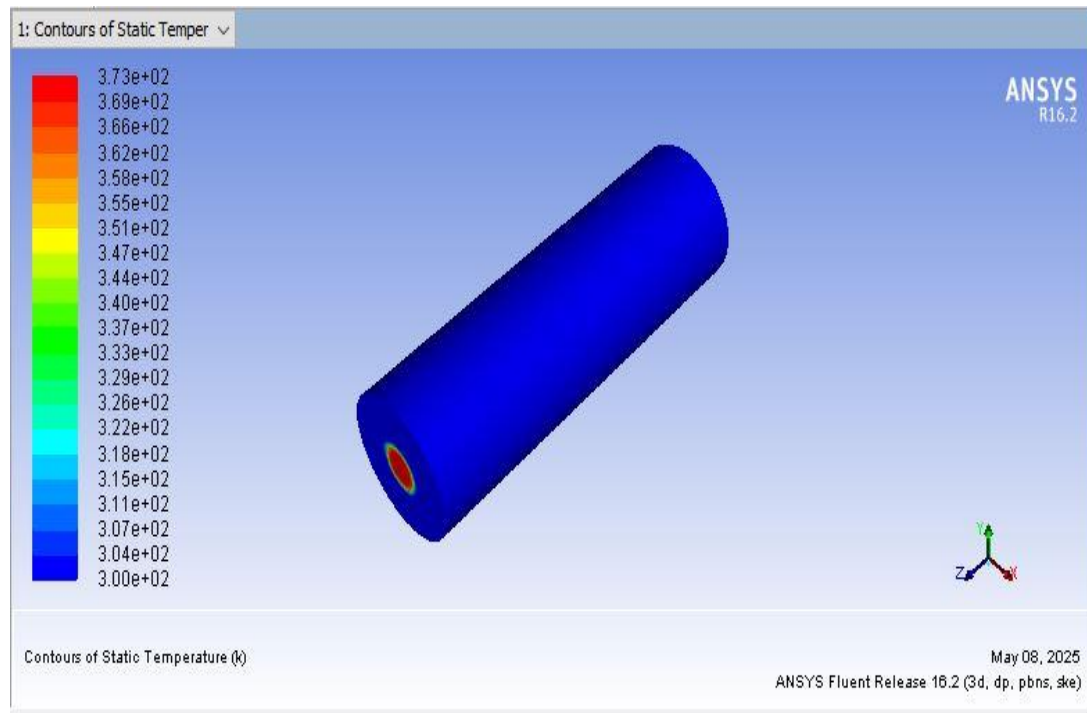 1: Contours of Static Temper
3.73e+02
3.69e+02
3.66e+02
3.62e+02
3.58e+02
3.55e+02
3.51e+02
3.47e+02
3.44e+02
3.40e+02
3.37e+02
3.33e+02
3.29e+02
3.26e+02
3.22e+02
3.18e+02
3.15e+02
3.11e+02
3.07e+02
3.04e+02
3.00e+02
ANSYS
R16.2
Y
Z
X
Contours of Static Temperature (k)
May 08, 2025
ANSYS Fluent Release 16.2 (3d, dp, pbns, ske)